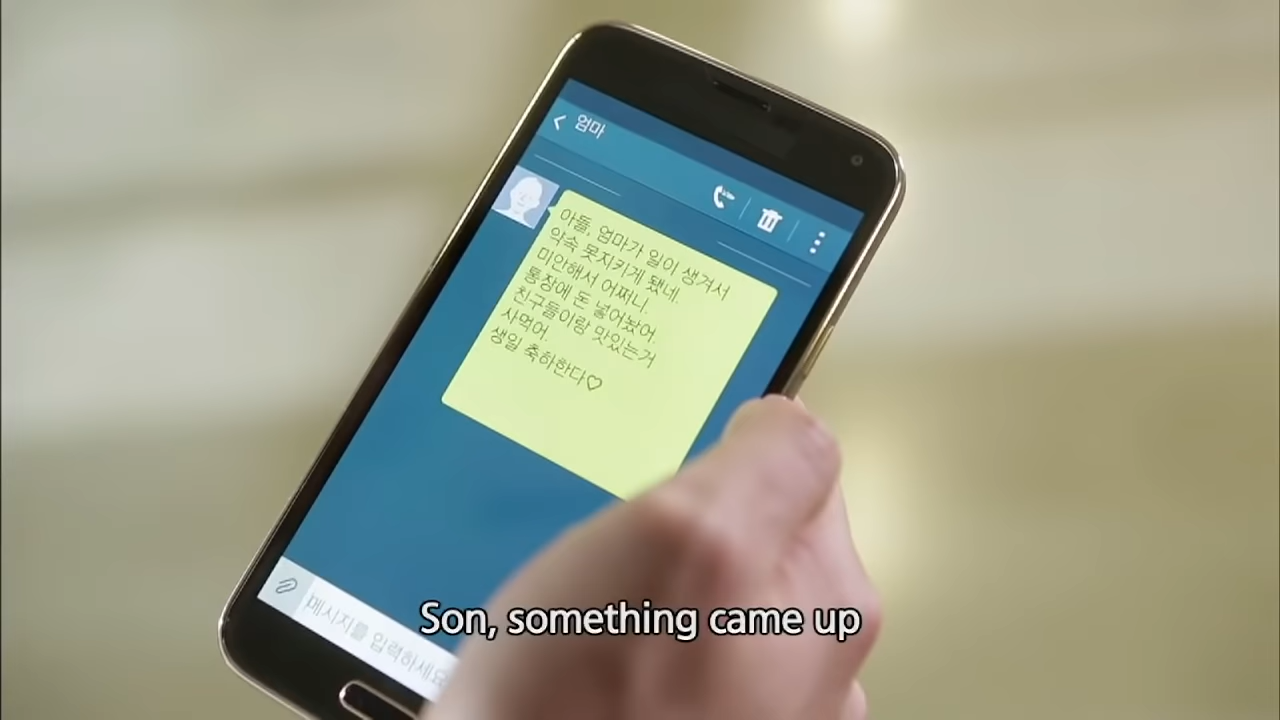 엄마
아들, 엄마가 일이 생겨서
약속 못지키게 됐네.
미안해서 어쩌니.
통장에 돈 넣어놨어.
친구들이랑 맛있는거
사먹어.
생일 축하한다♡
메시지를 입력하세요
Son, something came up